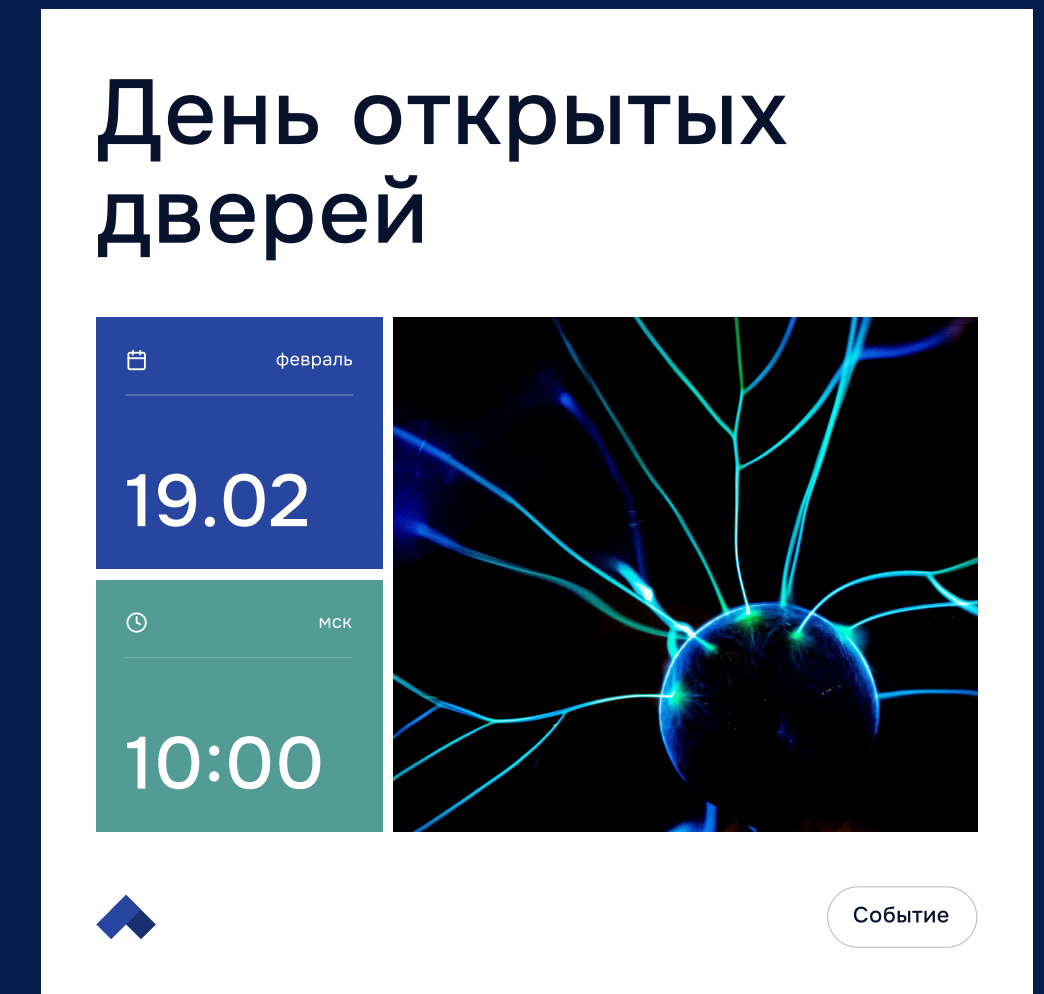 День открытых
дверей
февраль
19.02
мск
10:00
Событие